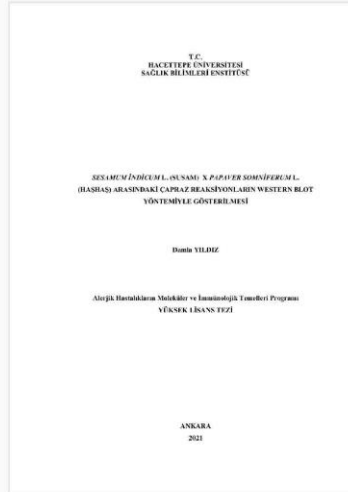 T.C.
HACETTEPE ÜNİVERSİTESİ
SAĞLIK BİLİMLERİ ENSTİTÜSÜ
SESAMUM İNDİCUM L. (SUSAM) X PAPAVER SOMNİFERUM L.
(HAŞHAŞ) ARASINDAKİ ÇAPRAZ REAKSİYONLARIN WESTERN BLOT
YÖNTEMİYLE GÖSTERİLMESİ
Damla YILDIZ
Alerjik Hastalıkların Moleküler ve İmmünolojik Temelleri Programı
YÜKSEK LİSANS TEZİ
ANKARA
2021